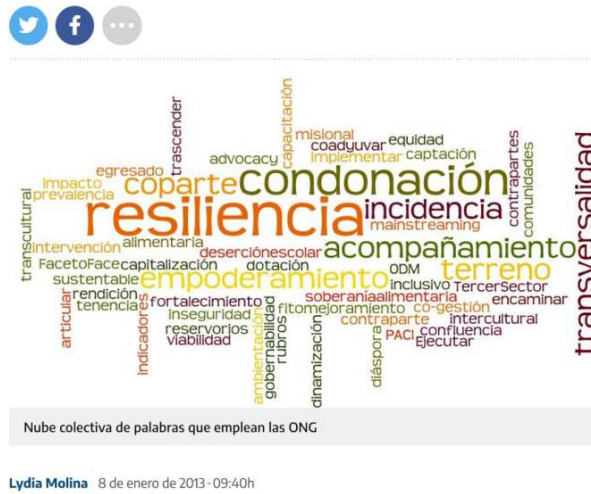 trascender
capacitación
misional
coadyuvar
equidad
advocacy
implementar
captación
contrapartes
comunidades
transversalidad
egresado
impacto
prevalencia
coparte
condonación
transcultural
resiliencia
incidencia
mainstreaming
intervención
alimentaria
deserciónescolar
acompañamiento
FacetoFace
capitalización
dotación
ODM
terreno
sustentable
empoderamiento
inclusivo
TercerSector
articular
rendición
tenencia
indicadores
fortalecimiento
soberaníaalimentaria
encaminar
inseguridad
ambientación
gobernabilidad
rubros
fitomejoramiento
co-gestión
reservorios
viabilidad
dinamización
contraparte
intercultural
diáspora
PACI
confluencia
Ejecutar
Nube colectiva de palabras que emplean las ONG
Lydia Molina 8 de enero de 2013 - 09:40h